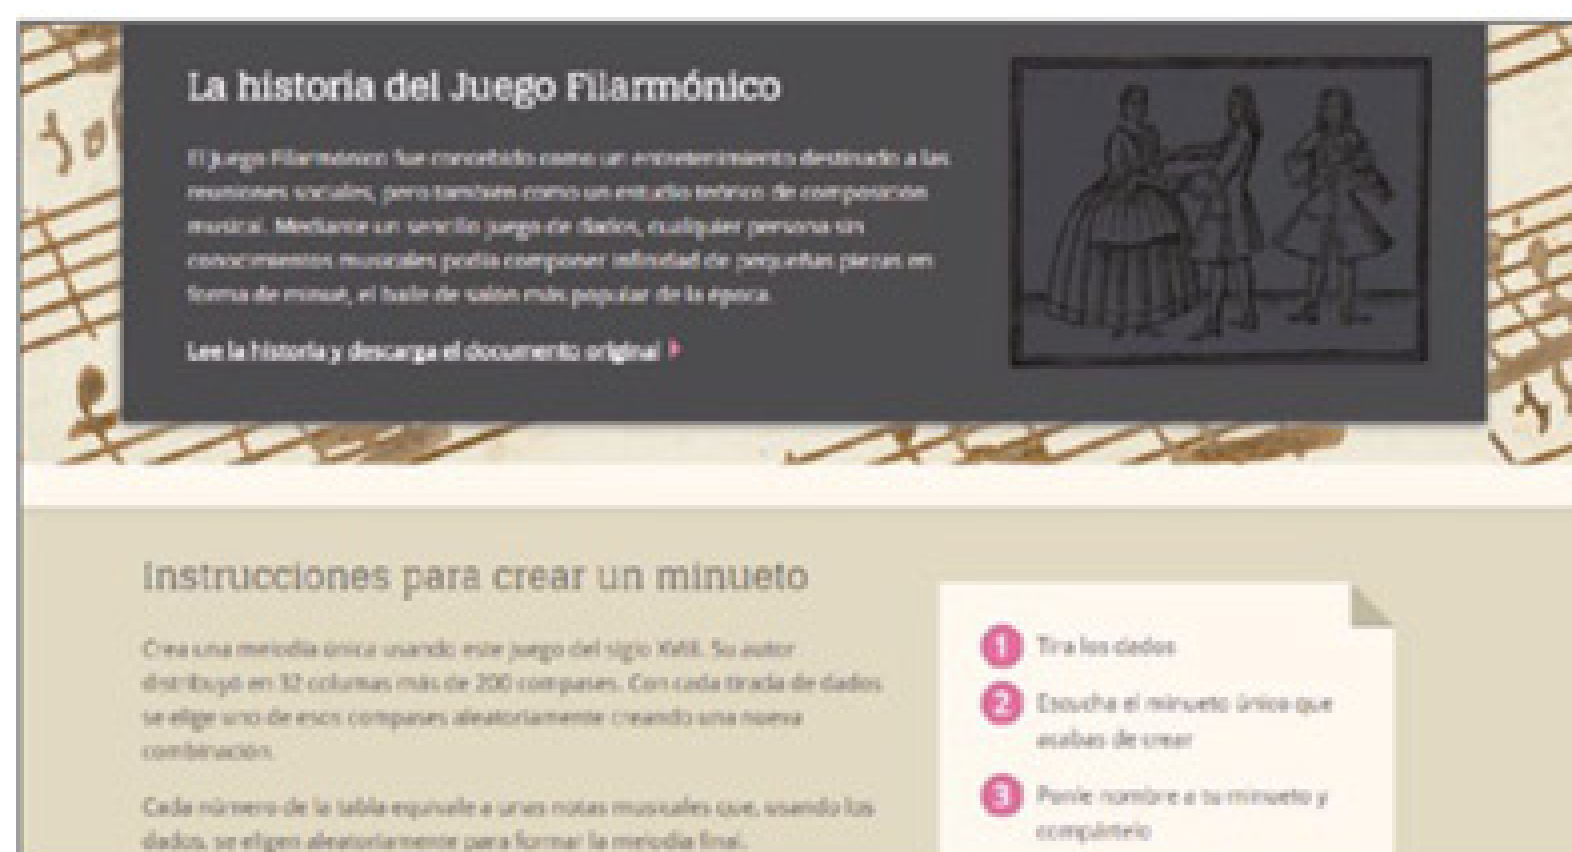 La historia del Juego Filarmónico
El Juego Filarmónico fue concebido como un entretenimiento destinado a las
reuniones sociales, pero también como un estudio teórico de composición
musical. Mediante un sencillo juego de dados, cualquier persona sin
conocimientos musicales podía componer infinidad de pequeñas piezas en
forma de minué, el baile de salón más popular de la época.
Lee la historia y descarga el documento original
Instrucciones para crear un minueto
Crea una melodía única usando este juego del siglo XVIII. Su autor
distribuyó en 32 columnas más de 200 compases. Con cada tirada de dados
se elige uno de esos compases aleatoriamente creando una nueva
combinación.
Cada número de la tabla equivale a unas notas musicales que, usando los
dados, se eligen aleatoriamente para formar la melodía final.
1 Tira los dados
2 Escucha el minueto único que
acabas de crear
3 Ponle nombre a tu minueto y
compártelo